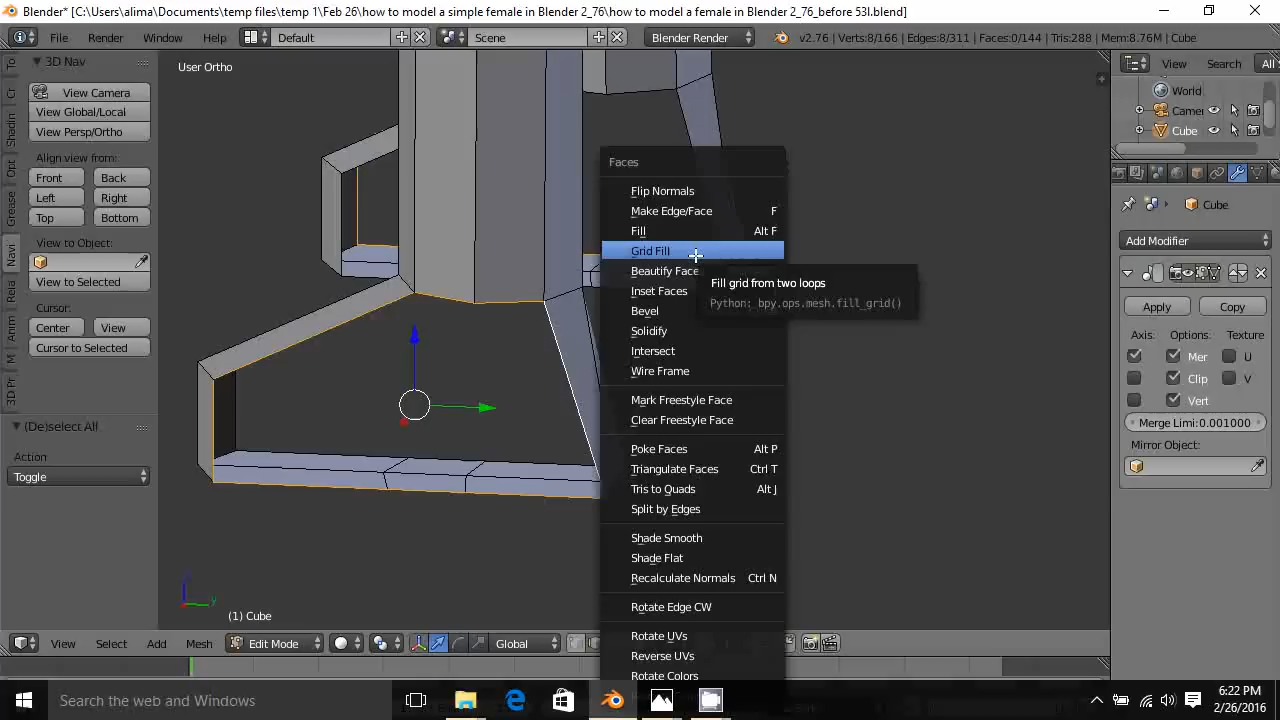 Blender* [C:\Users\alima\Documents\temp files\temp 1\Feb 26\how to model a simple female in Blender 2_76\how to model a female in Blender 2_76_before 53l.blend]
File Render Window Help Default Scene Blender Render v2.76 | Verts:8/166 | Edges:8/311 | Faces:0/144 | Tris:288 | Mem:8.76M | Cube
3D Nav
View Camera
View Global/Local
View Persp/Ortho
Align view from:
Front Back
Left Right
Top Bottom
View to Object:
View to Selected
Cursor:
Center View
Cursor to Selected
(De)select All
Action
Toggle
To
Cr
Shadin
Opt
Grease
Navi
Rela
Anim
M
3D Pr
User Ortho
z
y
(1) Cube
Faces
Flip Normals
Make Edge/Face F
Fill Alt F
Grid Fill
Beautify Face
Inset Faces
Bevel
Solidify
Intersect
Wire Frame
Mark Freestyle Face
Clear Freestyle Face
Poke Faces Alt P
Triangulate Faces Ctrl T
Tris to Quads Alt J
Split by Edges
Shade Smooth
Shade Flat
Recalculate Normals Ctrl N
Rotate Edge CW
Rotate UVs
Reverse UVs
Rotate Colors
Fill grid from two loops
Python: bpy.ops.mesh.fill_grid()
View Search All S
World
Camer
Cube
Cube
Add Modifier
Apply Copy
Axis: Options: Texture
Mer U
Clip V
Vert
Merge Limi:0.001000
Mirror Object:
View Select Add Mesh Edit Mode Global
Search the web and Windows
6:22 PM
2/26/2016